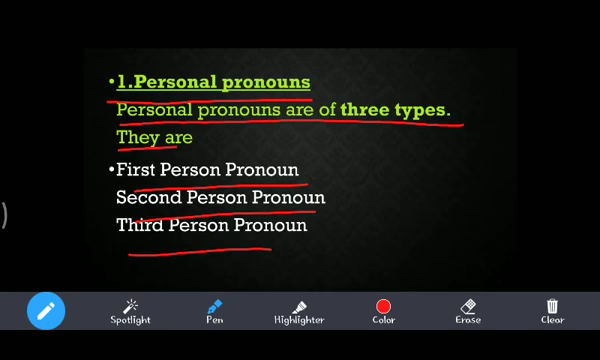 •1.Personal pronouns
Personal pronouns are of three types.
They are
•First Person Pronoun
Second Person Pronoun
Third Person Pronoun
Spotlight Pen Highlighter Color Erase Clear